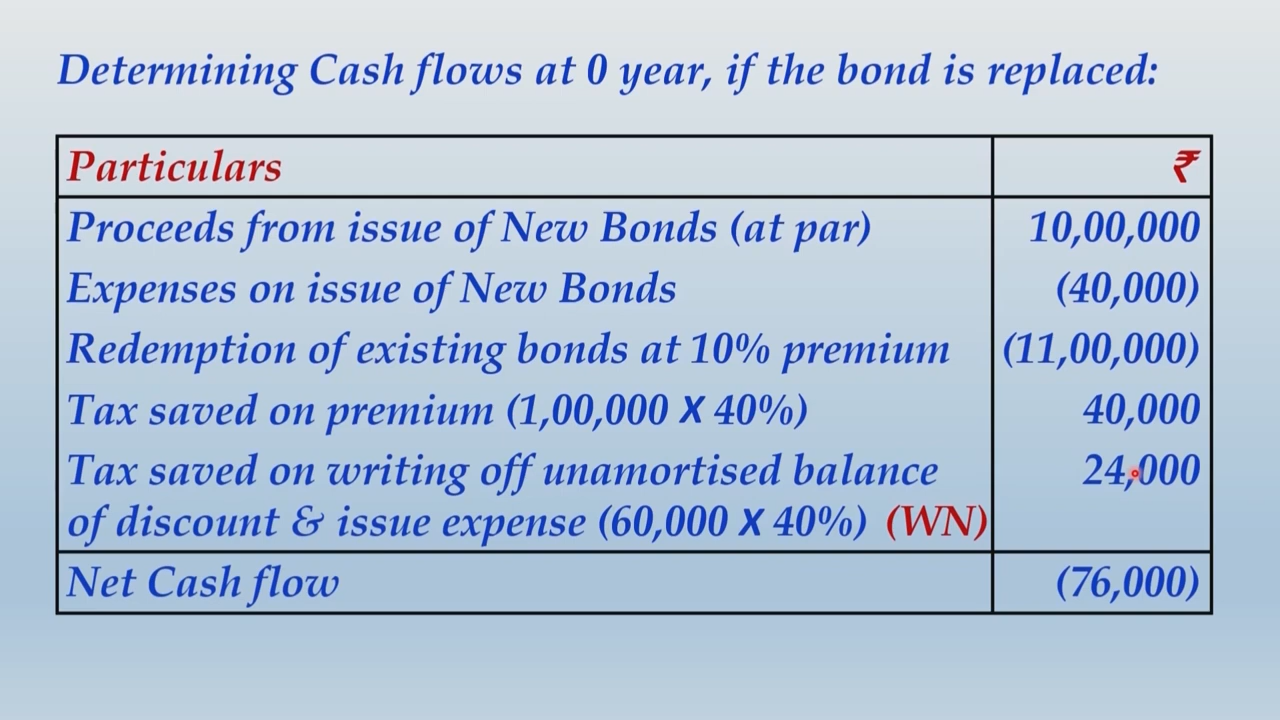 Determining Cash flows at 0 year, if the bond is replaced:
Particulars ₹
Proceeds from issue of New Bonds (at par) 10,00,000
Expenses on issue of New Bonds (40,000)
Redemption of existing bonds at 10% premium (11,00,000)
Tax saved on premium (1,00,000 X 40%) 40,000
Tax saved on writing off unamortised balance 24,000
of discount & issue expense (60,000 X 40%) (WN)
Net Cash flow (76,000)